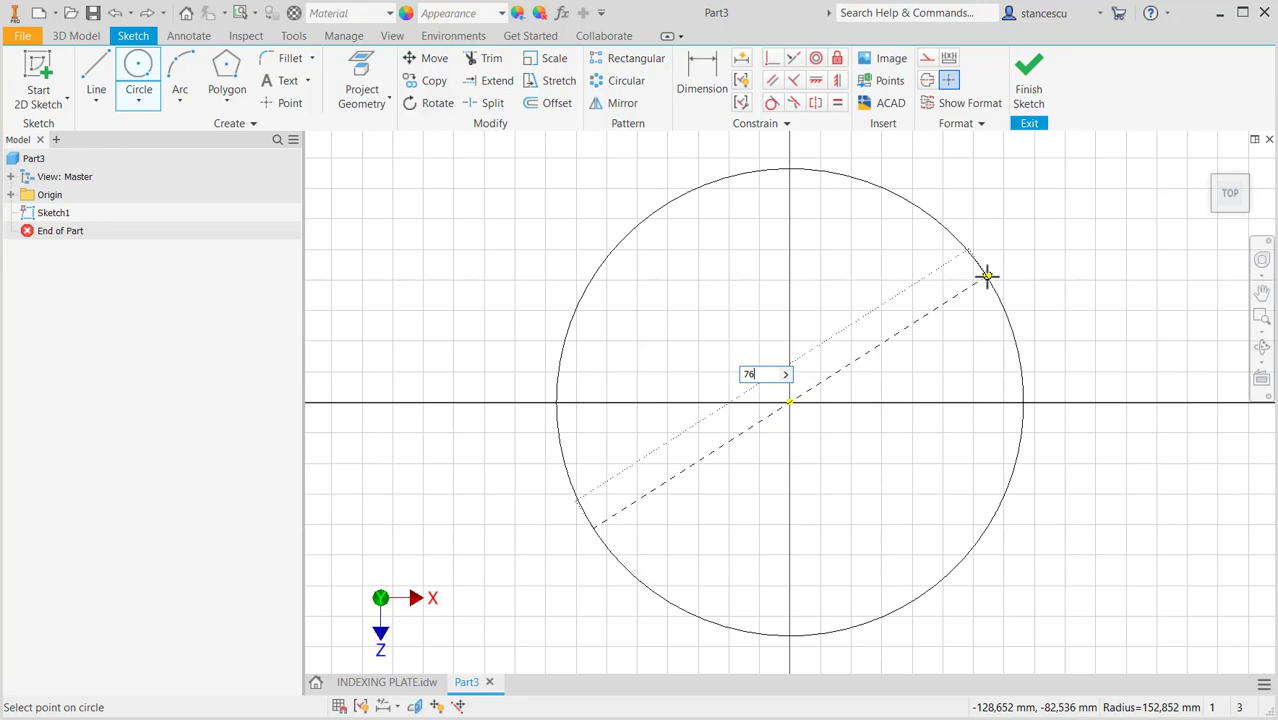 Material
Appearance
Part3
Search Help & Commands...
stancescu
File
3D Model
Sketch
Annotate
Inspect
Tools
Manage
View
Environments
Get Started
Collaborate
Start
2D Sketch
Line
Circle
Arc
Polygon
Fillet
Text
Point
Project
Geometry
Move
Copy
Rotate
Trim
Extend
Split
Scale
Stretch
Offset
Rectangular
Circular
Mirror
Dimension
Image
Points
ACAD
Show Format
Finish
Sketch
Sketch
Create
Modify
Pattern
Constrain
Insert
Format
Exit
Model
Part3
View: Master
Origin
Sketch1
End of Part
TOP
76
X
Y
Z
INDEXING PLATE.idw
Part3
Select point on circle
-128,652 mm, -82,536 mm
Radius=152,852 mm
1
3